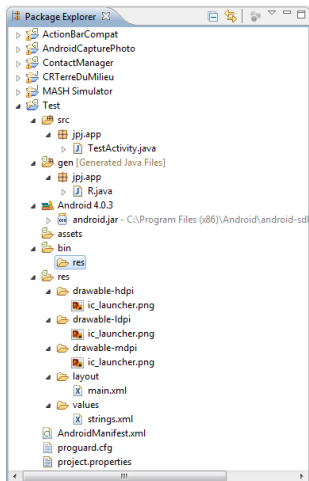 Package Explorer
ActionBarCompat
AndroidCapturePhoto
ContactManager
CRTerreDuMilieu
MASH Simulator
Test
src
jpj.app
TestActivity.java
gen [Generated Java Files]
jpj.app
R.java
Android 4.0.3
android.jar - C:\Program Files (x86)\Android\android-sdl
assets
bin
res
res
drawable-hdpi
ic_launcher.png
drawable-ldpi
ic_launcher.png
drawable-mdpi
ic_launcher.png
layout
main.xml
values
strings.xml
AndroidManifest.xml
proguard.cfg
project.properties